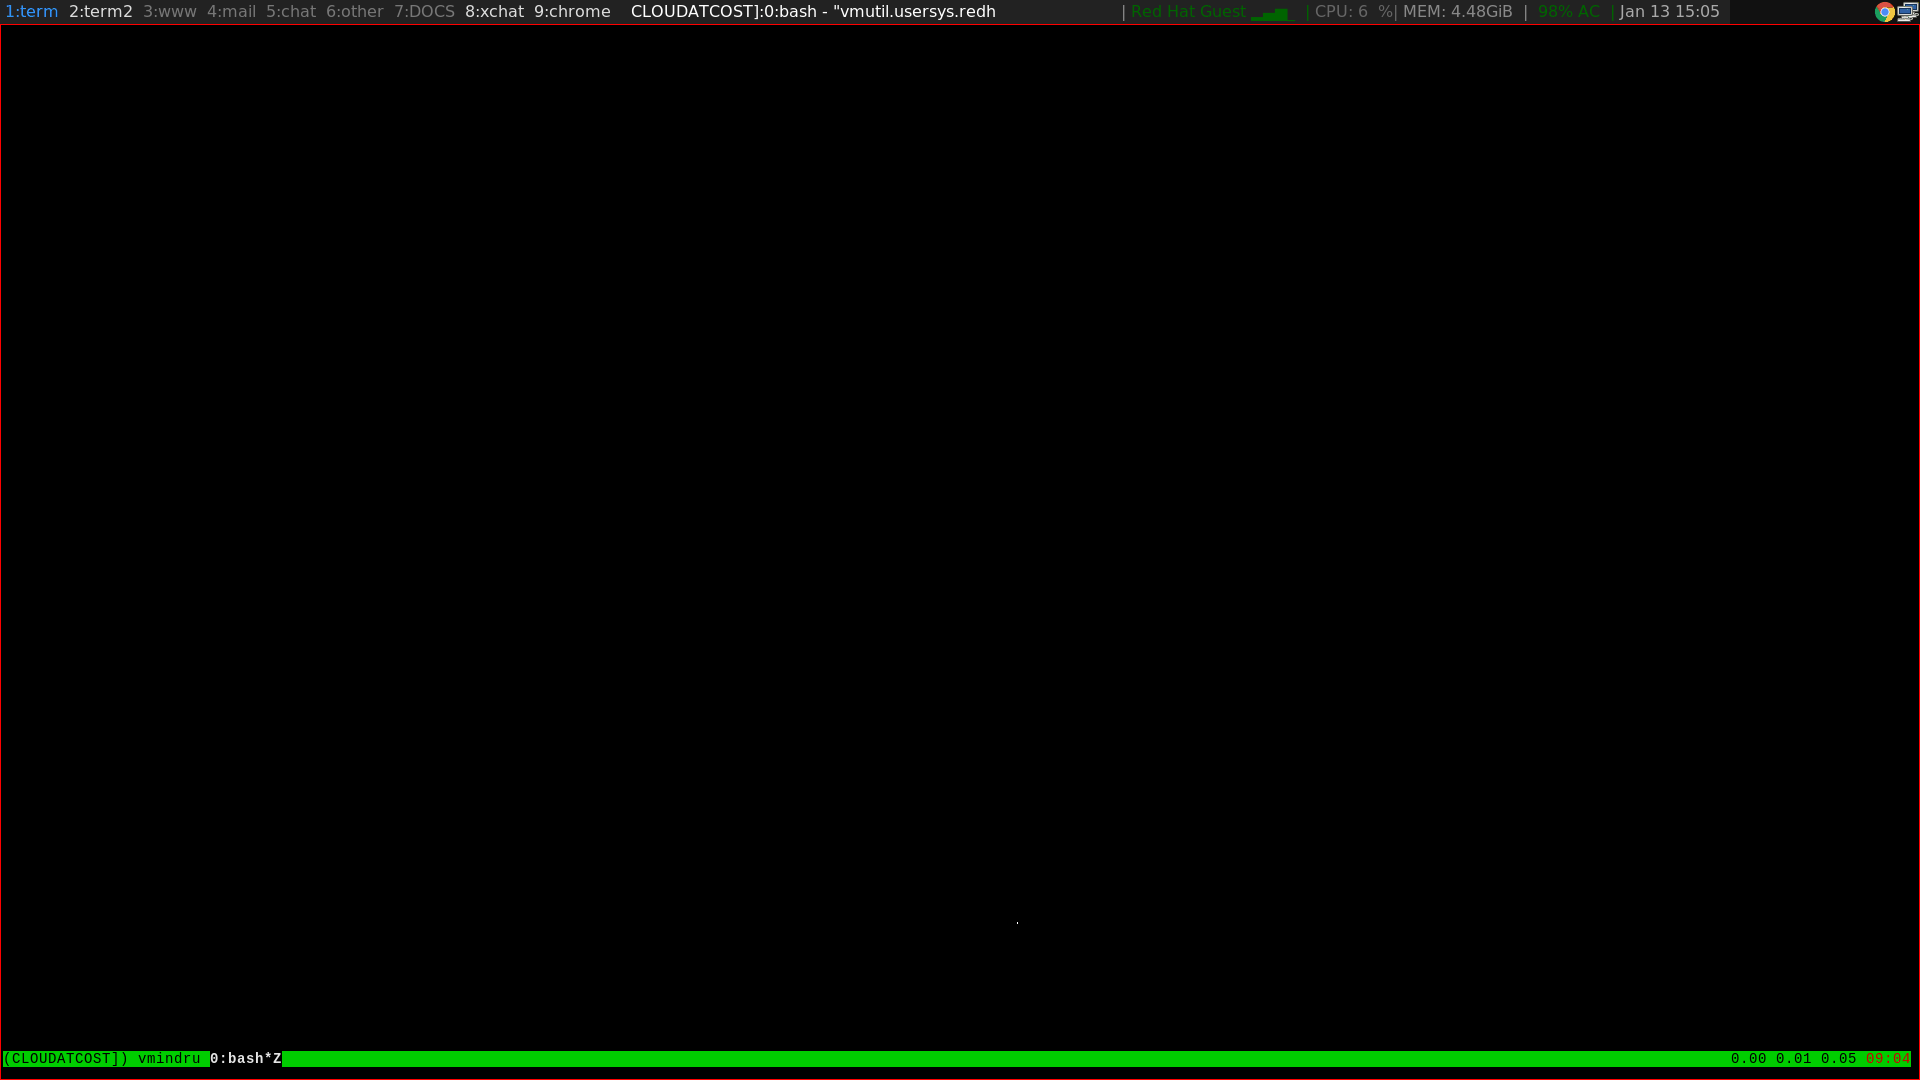 1:term 2:term2 3:www 4:mail 5:chat 6:other 7:DOCS 8:xchat 9:chrome CLOUDATCOST]:0:bash - "vmutil.usersys.redh | Red Hat Guest ▂▄▆_ | CPU: 6 %| MEM: 4.48GiB | 98% AC | Jan 13 15:05
(CLOUDATCOST]) vmindru 0:bash*Z 0.00 0.01 0.05 09:04